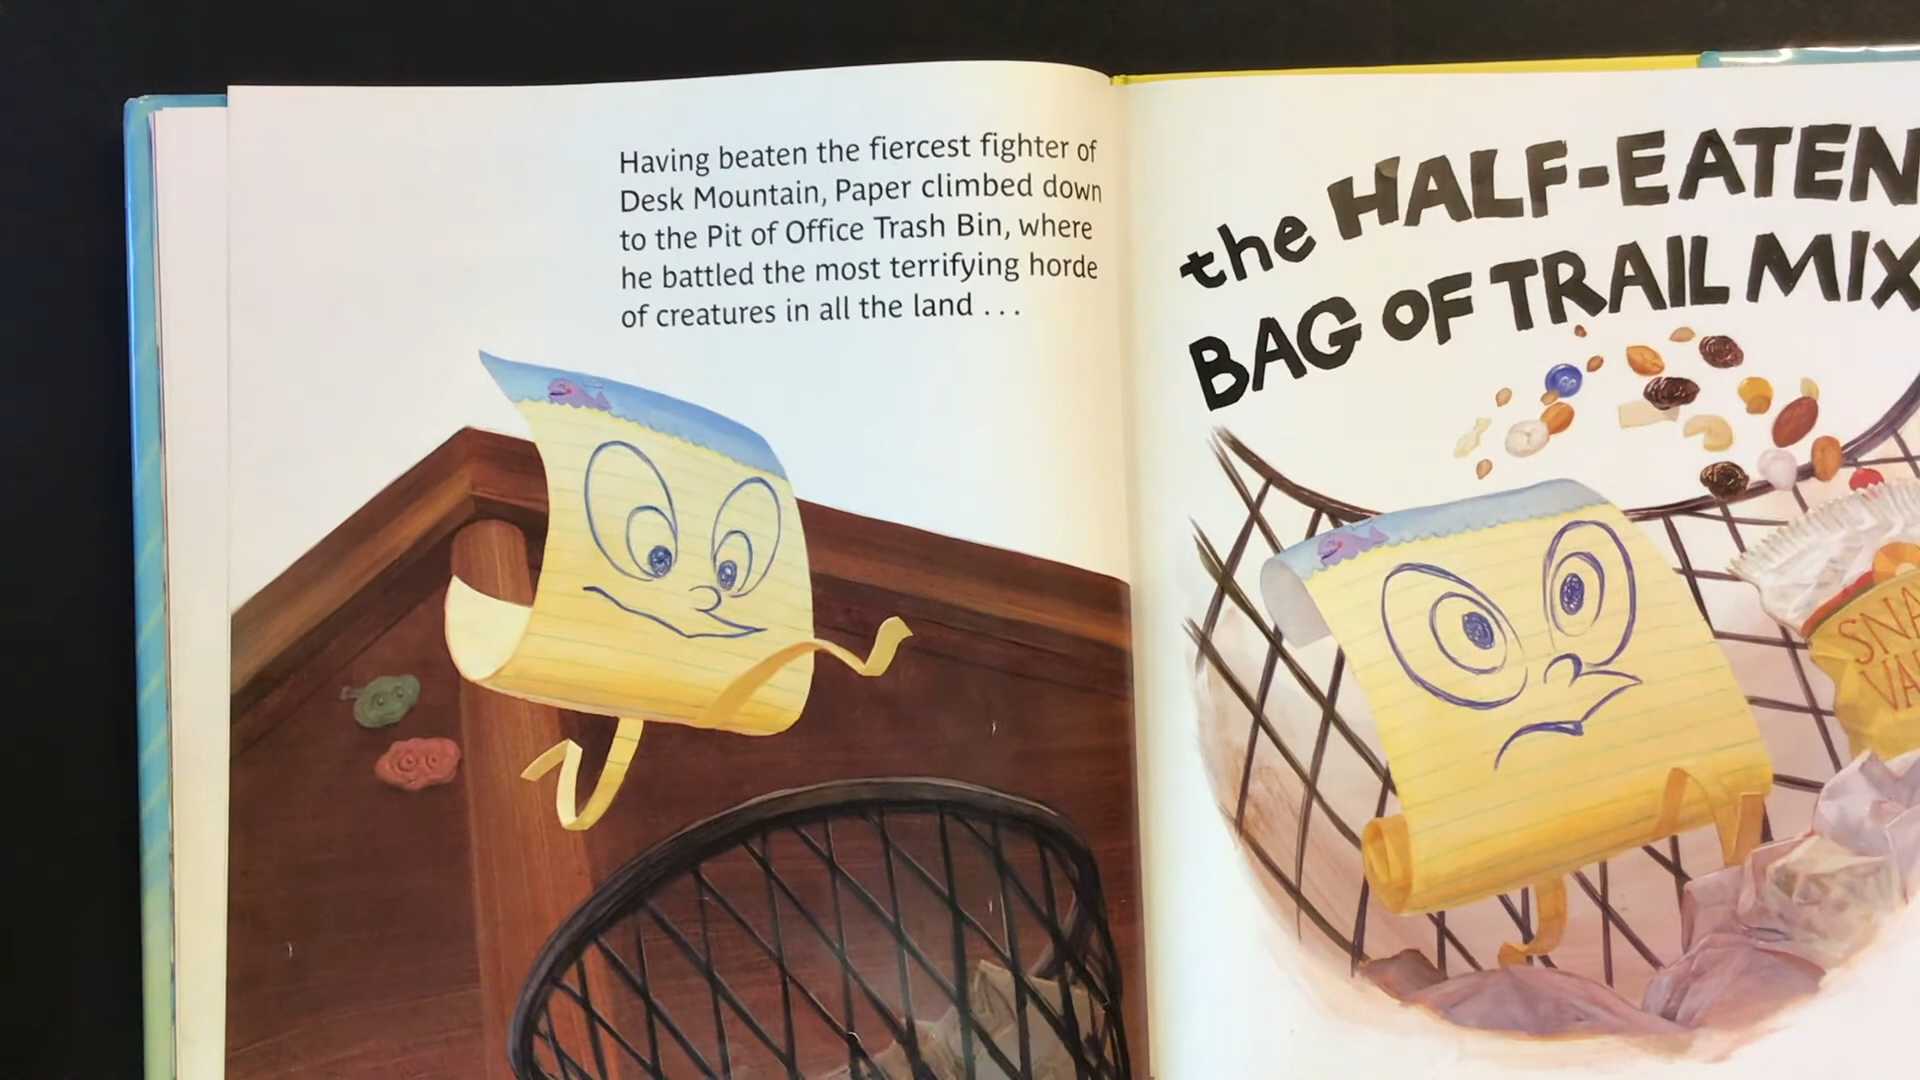 Having beaten the fiercest fighter of
Desk Mountain, Paper climbed down
to the Pit of Office Trash Bin, where
he battled the most terrifying horde
of creatures in all the land . . .
the HALF-EATEN
BAG OF TRAIL MIX